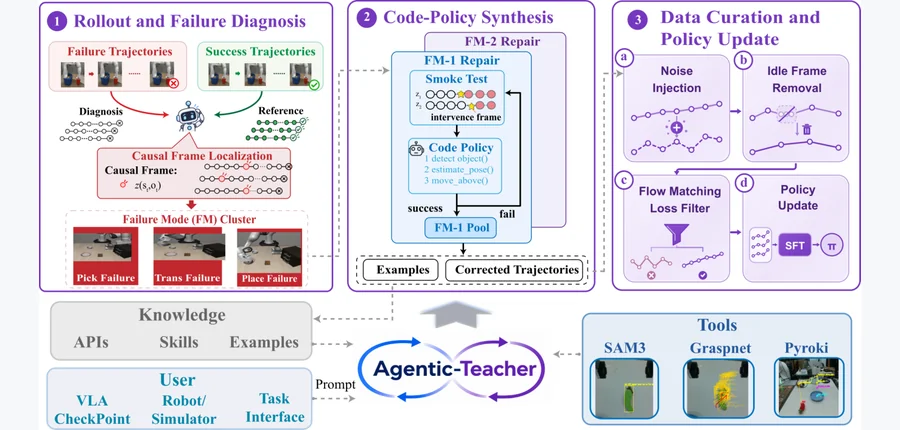 1 Rollout and Failure Diagnosis
Failure Trajectories
Success Trajectories
Diagnosis
Reference
Causal Frame Localization
Causal Frame:
z(sᵢ,oᵢ)
Failure Mode (FM) Cluster
Pick Failure
Trans Failure
Place Failure
2 Code-Policy Synthesis
FM-2 Repair
FM-1 Repair
Smoke Test
z₁
z₂
intervence frame
Code Policy
1 detect object()
2 estimate_pose()
3 move_above()
success
fail
FM-1 Pool
Examples
Corrected Trajectories
3 Data Curation and
Policy Update
a
Noise
Injection
b
Idle Frame
Removal
c
Flow Matching
Loss Filter
d
Policy
Update
SFT
π
Knowledge
APIs
Skills
Examples
User
VLA
CheckPoint
Robot/
Simulator
Task
Interface
Prompt
Agentic-Teacher
Tools
SAM3
Graspnet
Pyroki